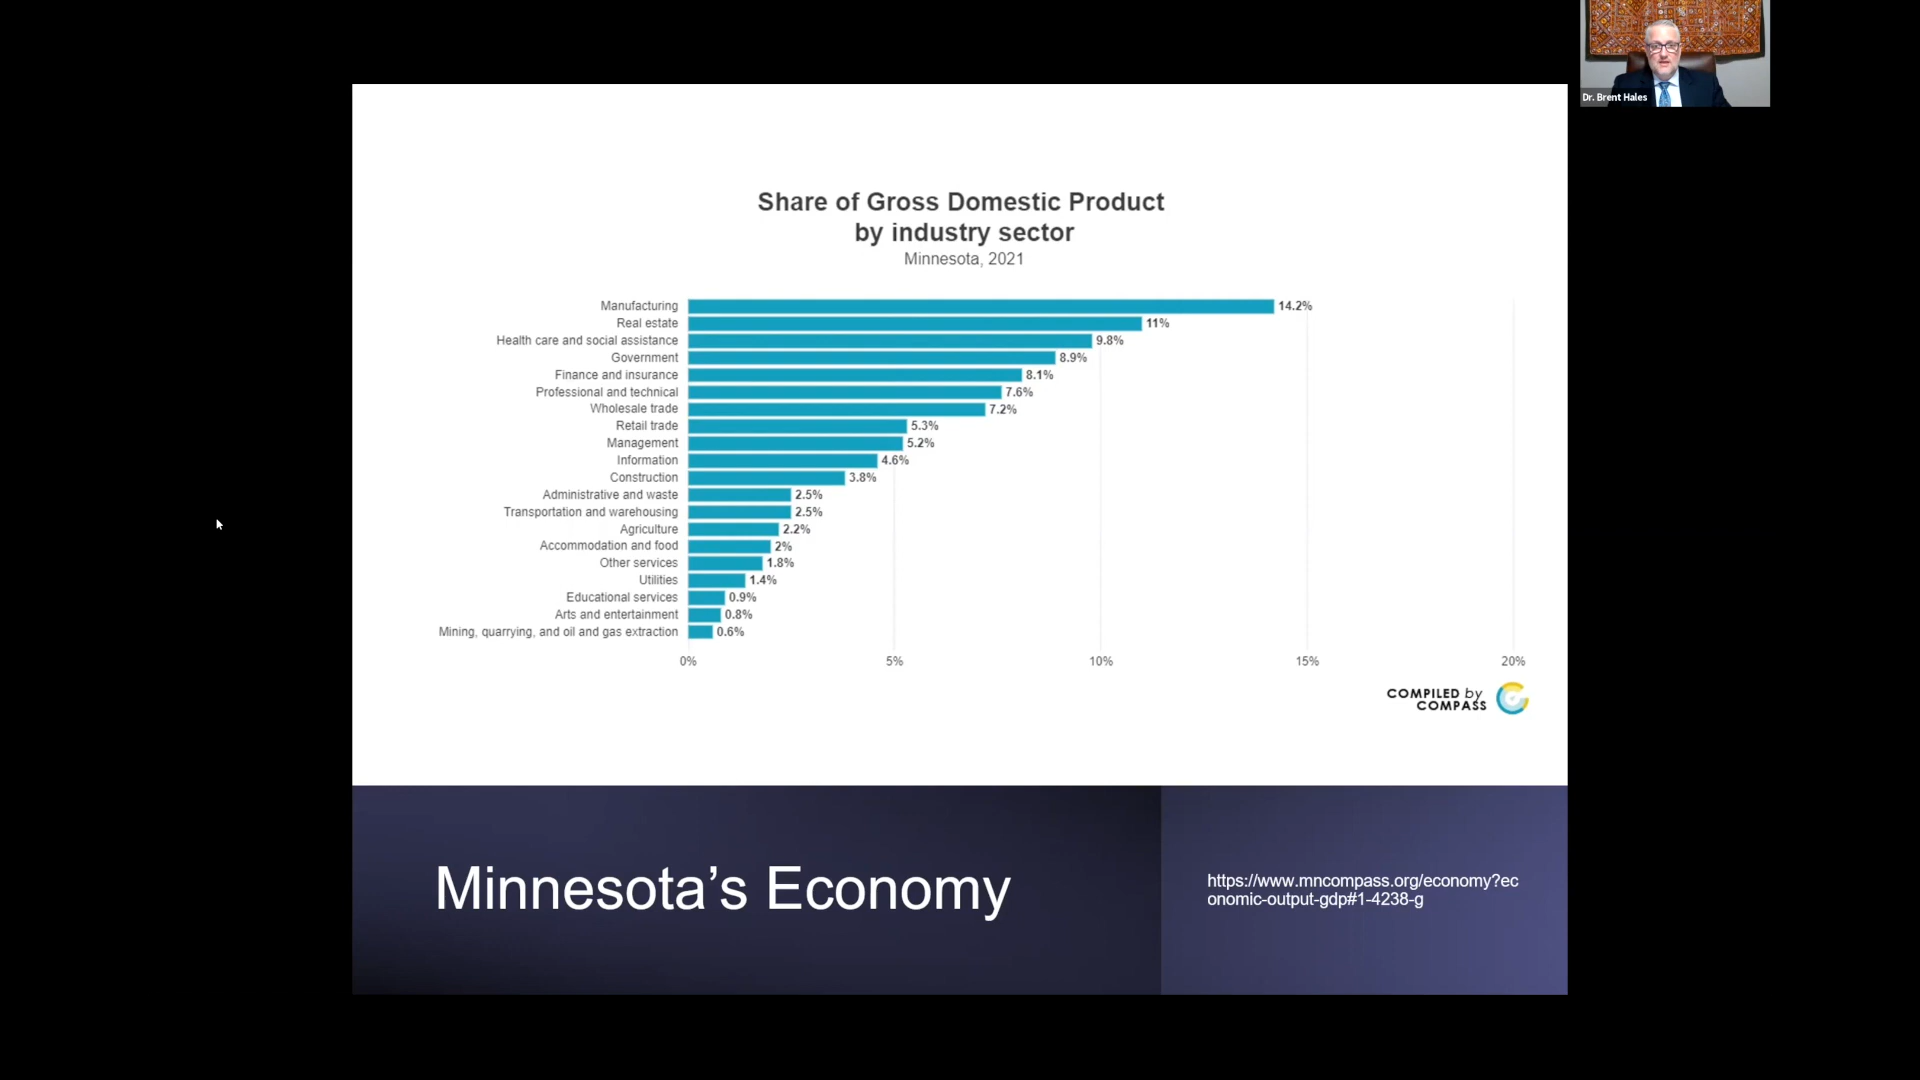 Dr. Brent Hales
Share of Gross Domestic Product
by industry sector
Minnesota, 2021
Manufacturing 14.2%
Real estate 11%
Health care and social assistance 9.8%
Government 8.9%
Finance and insurance 8.1%
Professional and technical 7.6%
Wholesale trade 7.2%
Retail trade 5.3%
Management 5.2%
Information 4.6%
Construction 3.8%
Administrative and waste 2.5%
Transportation and warehousing 2.5%
Agriculture 2.2%
Accommodation and food 2%
Other services 1.8%
Utilities 1.4%
Educational services 0.9%
Arts and entertainment 0.8%
Mining, quarrying, and oil and gas extraction 0.6%
0% 5% 10% 15% 20%
COMPILED by
COMPASS
Minnesota’s Economy
https://www.mncompass.org/economy?ec
onomic-output-gdp#1-4238-g